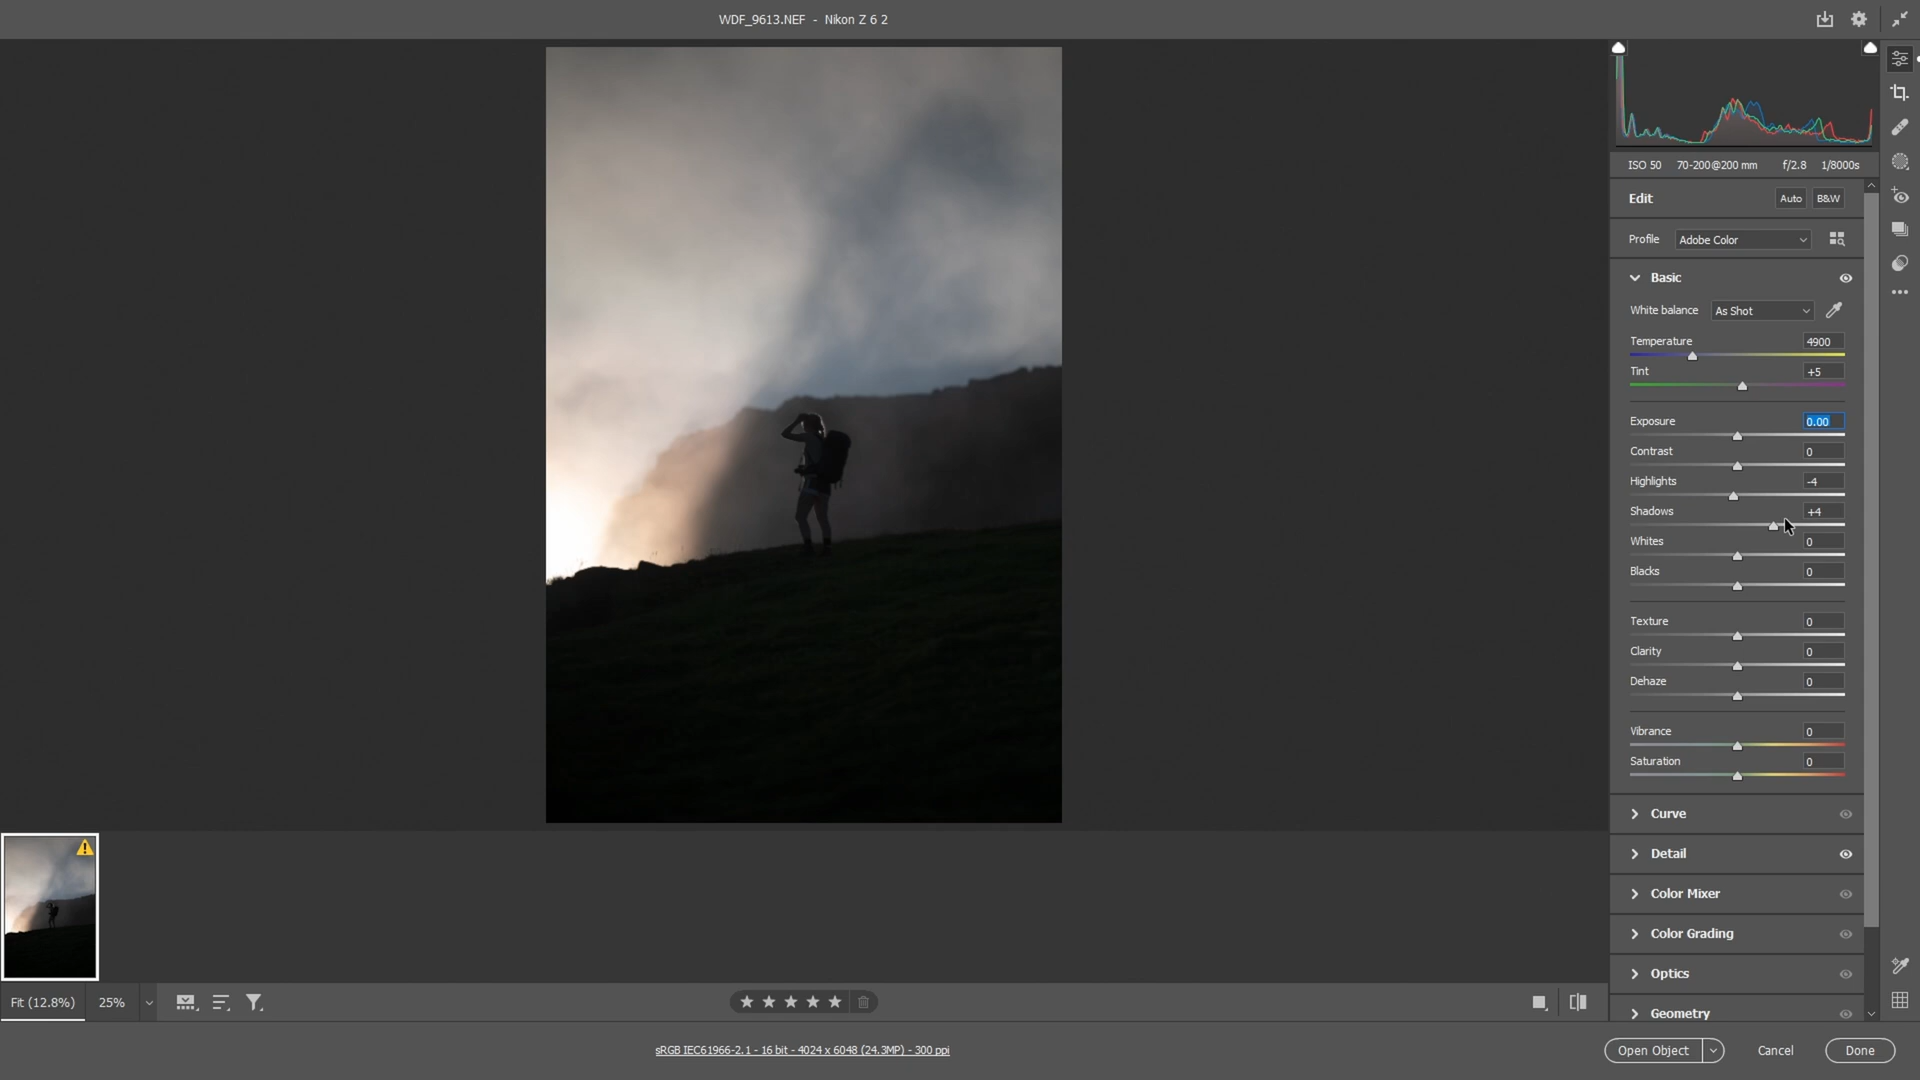 WDF_9613.NEF - Nikon Z 6 2
ISO 50 70-200@200 mm f/2.8 1/8000s
Edit Auto B&W
Profile Adobe Color
Basic
White balance As Shot
Temperature 4900
Tint +5
Exposure 0.00
Contrast 0
Highlights -4
Shadows +4
Whites 0
Blacks 0
Texture 0
Clarity 0
Dehaze 0
Vibrance 0
Saturation 0
Curve
Detail
Color Mixer
Color Grading
Optics
Geometry
Fit (12.8%) 25%
sRGB IEC61966-2.1 - 16 bit - 4024 x 6048 (24.3MP) - 300 ppi
Open Object Cancel Done